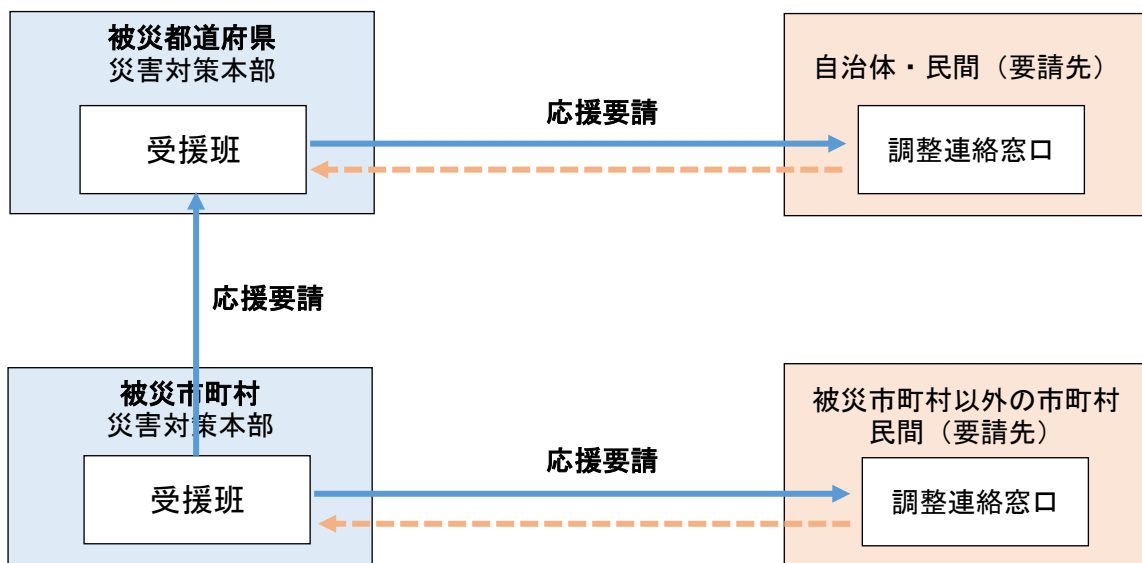 被災都道府県
災害対策本部
受援班
応援要請
自治体・民間（要請先）
調整連絡窓口
応援要請
被災市町村
災害対策本部
受援班
応援要請
被災市町村以外の市町村
民間（要請先）
調整連絡窓口